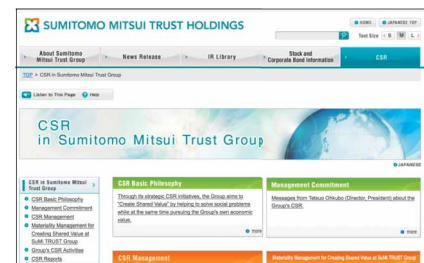 SUMITOMO MITSUI TRUST HOLDINGS
HOME JAPANESE TOP
Text Size S M L
About Sumitomo
Mitsui Trust Group
News Release
IR Library
Stock and
Corporate Bond Information
CSR
TOP > CSR in Sumitomo Mitsui Trust Group
Listen to This Page Help
CSR
in Sumitomo Mitsui Trust Group
JAPANESE
CSR in Sumitomo Mitsui
Trust Group
CSR Basic Philosophy
Management Commitment
CSR Management
Materiality Management for
Creating Shared Value at
SuMi TRUST Group
Group's CSR Activities
CSR Reports
CSR Basic Philosophy
Through its strategic CSR initiatives, the Group aims to
"Create Shared Value" by helping to solve social problems
while at the same time pursuing the Group's own economic
value.
more
Management Commitment
Messages from Tetsuo Ohkubo (Director, President) about the
Group's CSR.
more
CSR Management
Materiality Management for Creating Shared Value at SuMi TRUST Group